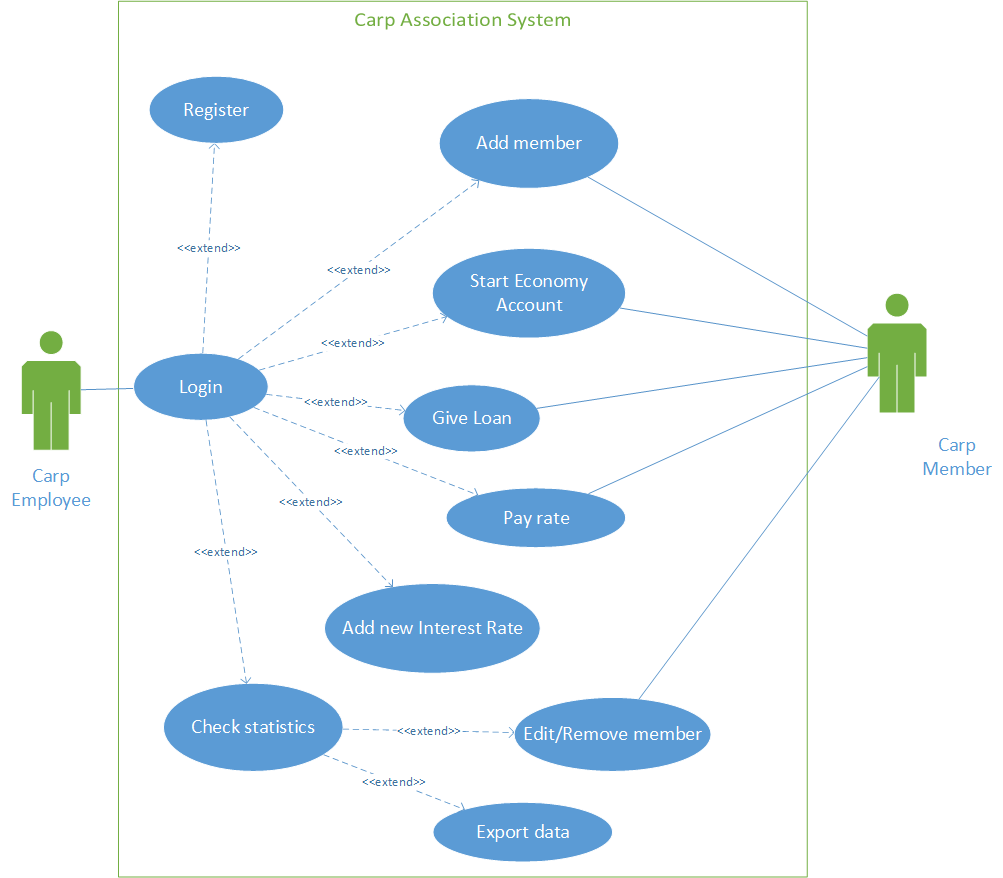 Carp Association System
Register
Add member
<<extend>>
<<extend>>
Start Economy
Account
<<extend>>
Login
<<extend>>
Give Loan
<<extend>>
Carp
Employee
Carp
Member
<<extend>>
Pay rate
<<extend>>
Add new Interest Rate
Check statistics
<<extend>>
Edit/Remove member
<<extend>>
Export data